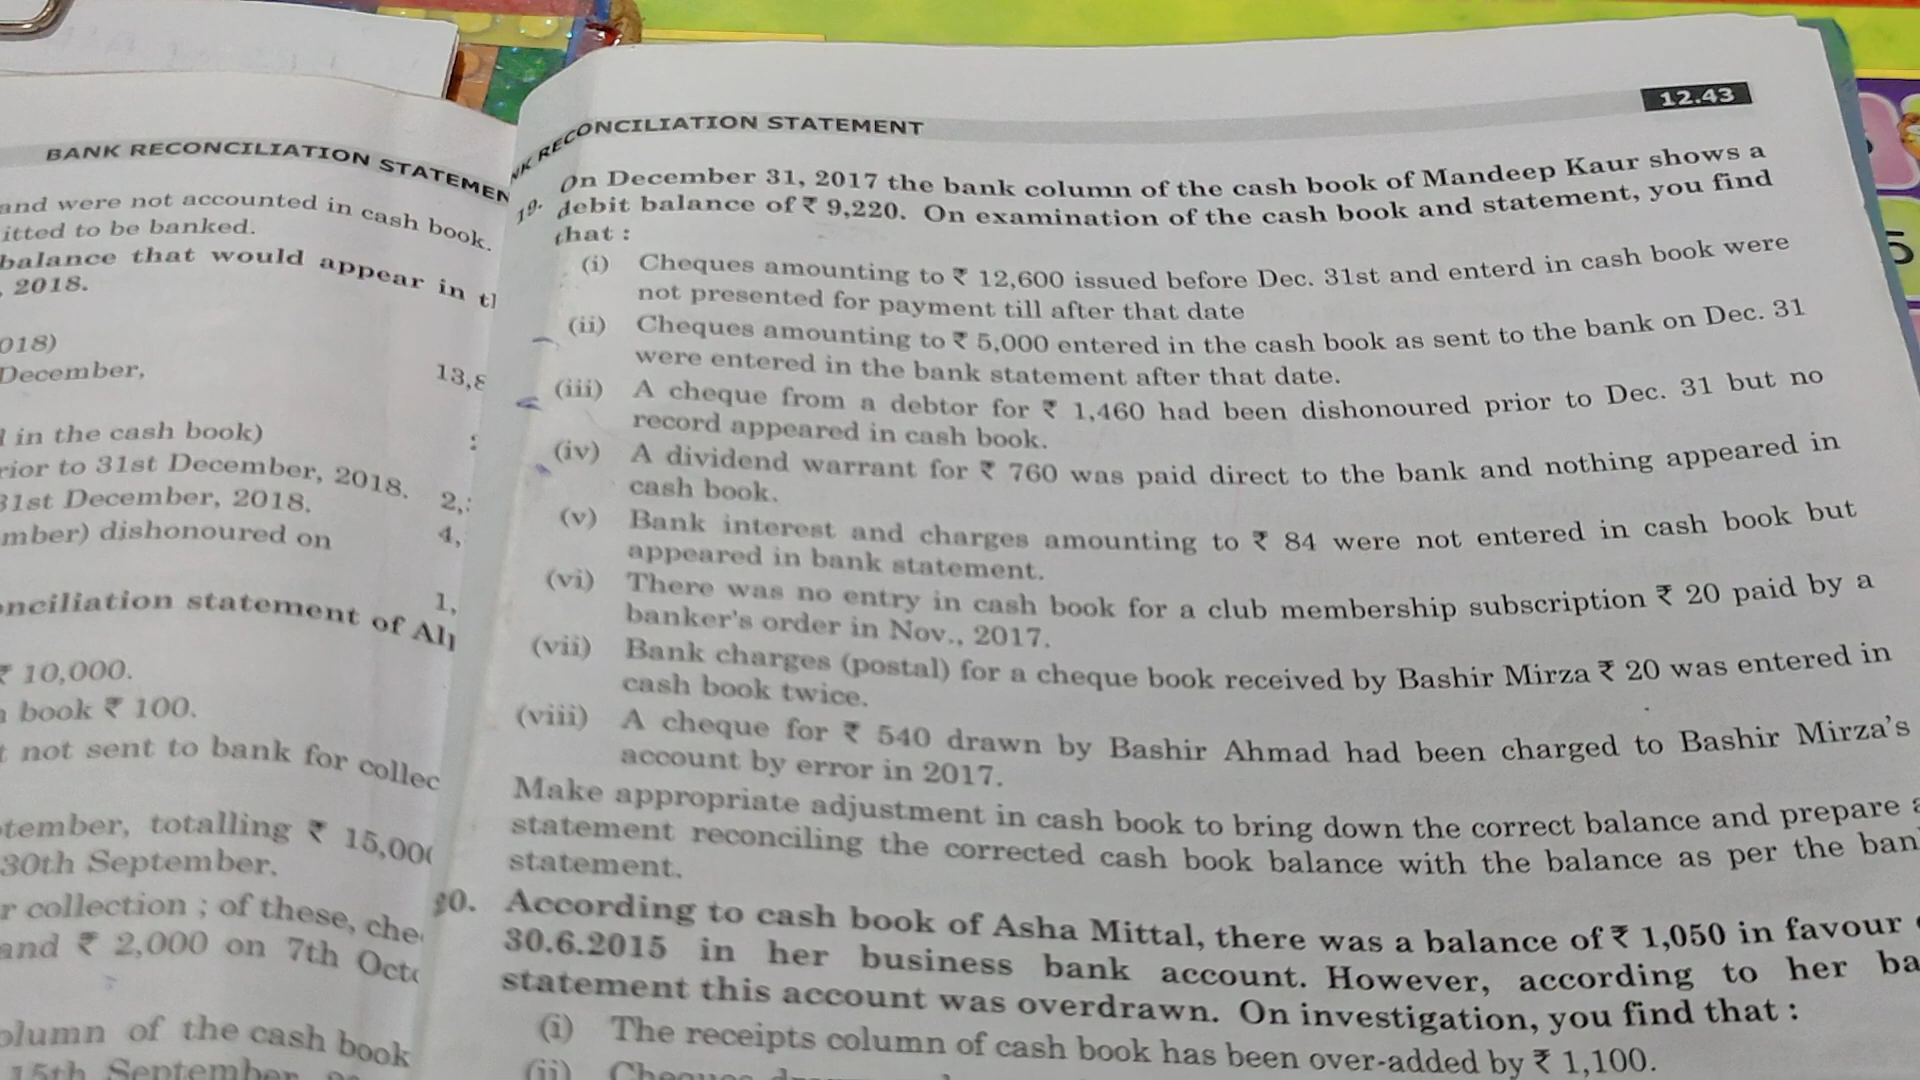 BANK RECONCILIATION STATEMEN
and were not accounted in cash book.
itted to be banked.
balance that would appear in
2018.
018)
December,
13,8
in the cash book)
rior to 31st December, 2018.
31st December, 2018.
2,
mber) dishonoured on
4,
1,
nciliation statement of Alp
₹ 10,000.
book ₹ 100.
t not sent to bank for collec
tember, totalling ₹ 15,00
30th September.
r collection ; of these, che
and ₹ 2,000 on 7th Octo
olumn of the cash book
15th September
NK RECONCILIATION STATEMENT
12.43
19. On December 31, 2017 the bank column of the cash book of Mandeep Kaur shows a
debit balance of ₹ 9,220. On examination of the cash book and statement, you find
that :
(i) Cheques amounting to ₹ 12,600 issued before Dec. 31st and enterd in cash book were
not presented for payment till after that date
(ii) Cheques amounting to ₹ 5,000 entered in the cash book as sent to the bank on Dec. 31
were entered in the bank statement after that date.
(iii) A cheque from a debtor for ₹ 1,460 had been dishonoured prior to Dec. 31 but no
record appeared in cash book.
(iv) A dividend warrant for ₹ 760 was paid direct to the bank and nothing appeared in
cash book.
(v) Bank interest and charges amounting to ₹ 84 were not entered in cash book but
appeared in bank statement.
(vi) There was no entry in cash book for a club membership subscription ₹ 20 paid by a
banker's order in Nov., 2017.
(vii) Bank charges (postal) for a cheque book received by Bashir Mirza ₹ 20 was entered in
cash book twice.
(viii) A cheque for ₹ 540 drawn by Bashir Ahmad had been charged to Bashir Mirza's
account by error in 2017.
Make appropriate adjustment in cash book to bring down the correct balance and prepare a
statement reconciling the corrected cash book balance with the balance as per the ban
statement.
20. According to cash book of Asha Mittal, there was a balance of ₹ 1,050 in favour
30.6.2015 in her business bank account. However, according to her ba
statement this account was overdrawn. On investigation, you find that :
(i) The receipts column of cash book has been over-added by ₹ 1,100.
(ii) Cheques
5